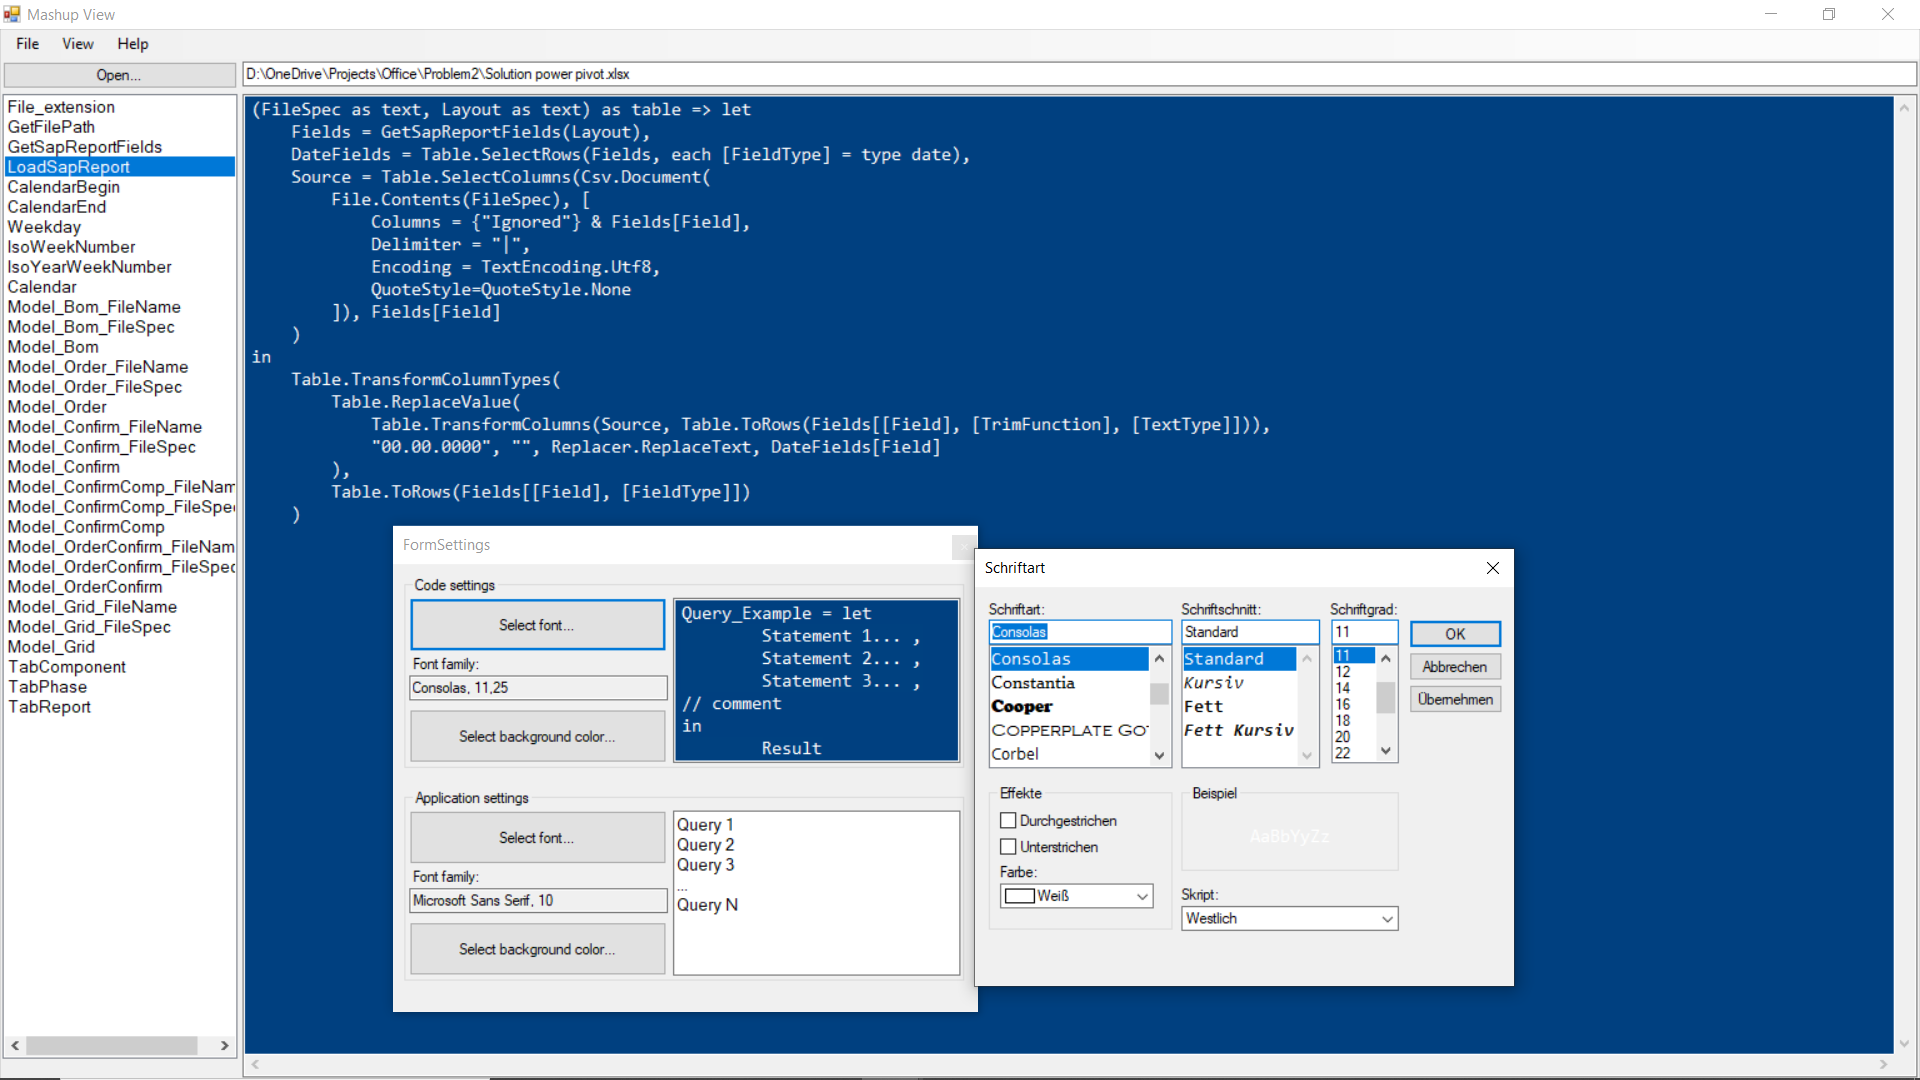 Mashup View
File View Help
Open...
D:\OneDrive\Projects\Office\Problem2\Solution power pivot.xlsx
File_extension
GetFilePath
GetSapReportFields
LoadSapReport
CalendarBegin
CalendarEnd
Weekday
IsoWeekNumber
IsoYearWeekNumber
Calendar
Model_Bom_FileName
Model_Bom_FileSpec
Model_Bom
Model_Order_FileName
Model_Order_FileSpec
Model_Order
Model_Confirm_FileName
Model_Confirm_FileSpec
Model_Confirm
Model_ConfirmComp_FileNam
Model_ConfirmComp_FileSpe
Model_ConfirmComp
Model_OrderConfirm_FileNam
Model_OrderConfirm_FileSpec
Model_OrderConfirm
Model_Grid_FileName
Model_Grid_FileSpec
Model_Grid
TabComponent
TabPhase
TabReport
(FileSpec as text, Layout as text) as table => let
Fields = GetSapReportFields(Layout),
DateFields = Table.SelectRows(Fields, each [FieldType] = type date),
Source = Table.SelectColumns(Csv.Document(
File.Contents(FileSpec), [
Columns = {"Ignored"} & Fields[Field],
Delimiter = "|",
Encoding = TextEncoding.Utf8,
QuoteStyle=QuoteStyle.None
]), Fields[Field]
)
in
Table.TransformColumnTypes(
Table.ReplaceValue(
Table.TransformColumns(Source, Table.ToRows(Fields[[Field], [TrimFunction], [TextType]])),
"00.00.0000", "", Replacer.ReplaceText, DateFields[Field]
),
Table.ToRows(Fields[[Field], [FieldType]])
)
FormSettings
Code settings
Select font...
Font family:
Consolas, 11,25
Select background color...
Query_Example = let
Statement 1... ,
Statement 2... ,
Statement 3... ,
// comment
in
Result
Application settings
Select font...
Font family:
Microsoft Sans Serif, 10
Select background color...
Query 1
Query 2
Query 3
...
Query N
Schriftart
Schriftart:
Consolas
Consolas
Constantia
Cooper
COPPERPLATE GO
Corbel
Schriftschnitt:
Standard
Standard
Kursiv
Fett
Fett Kursiv
Schriftgrad:
11
11
12
14
16
18
20
22
OK
Abbrechen
Übernehmen
Effekte
Durchgestrichen
Unterstrichen
Farbe:
Weiß
Beispiel
AaBbYyZz
Skript:
Westlich